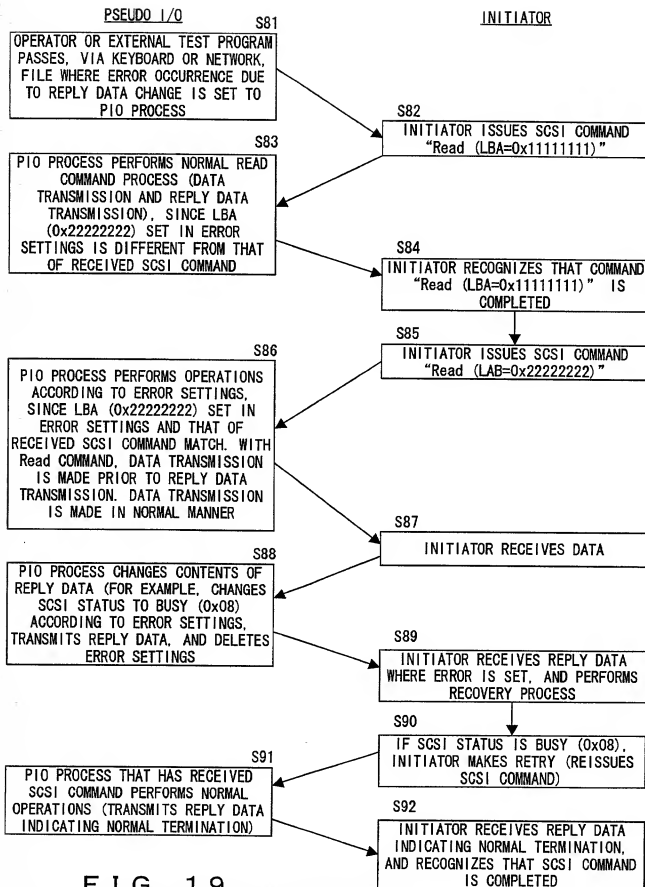 PSEUDO I/O
INITIATOR
S81
OPERATOR OR EXTERNAL TEST PROGRAM
PASSES, VIA KEYBOARD OR NETWORK,
FILE WHERE ERROR OCCURRENCE DUE
TO REPLY DATA CHANGE IS SET TO
PIO PROCESS
S82
INITIATOR ISSUES SCSI COMMAND
“Read (LBA=0x11111111)”
S83
PIO PROCESS PERFORMS NORMAL READ
COMMAND PROCESS (DATA
TRANSMISSION AND REPLY DATA
TRANSMISSION), SINCE LBA
(0x22222222) SET IN ERROR
SETTINGS IS DIFFERENT FROM THAT
OF RECEIVED SCSI COMMAND
S84
INITIATOR RECOGNIZES THAT COMMAND
“Read (LBA=0x11111111)” IS
COMPLETED
S85
INITIATOR ISSUES SCSI COMMAND
“Read (LAB=0x22222222)”
S86
PIO PROCESS PERFORMS OPERATIONS
ACCORDING TO ERROR SETTINGS,
SINCE LBA (0x22222222) SET IN
ERROR SETTINGS AND THAT OF
RECEIVED SCSI COMMAND MATCH. WITH
Read COMMAND, DATA TRANSMISSION
IS MADE PRIOR TO REPLY DATA
TRANSMISSION. DATA TRANSMISSION
IS MADE IN NORMAL MANNER
S87
INITIATOR RECEIVES DATA
S88
PIO PROCESS CHANGES CONTENTS OF
REPLY DATA (FOR EXAMPLE, CHANGES
SCSI STATUS TO BUSY (0x08)
ACCORDING TO ERROR SETTINGS,
TRANSMITS REPLY DATA, AND DELETES
ERROR SETTINGS
S89
INITIATOR RECEIVES REPLY DATA
WHERE ERROR IS SET, AND PERFORMS
RECOVERY PROCESS
S90
IF SCSI STATUS IS BUSY (0x08),
INITIATOR MAKES RETRY (REISSUES
SCSI COMMAND)
S91
PIO PROCESS THAT HAS RECEIVED
SCSI COMMAND PERFORMS NORMAL
OPERATIONS (TRANSMITS REPLY DATA
INDICATING NORMAL TERMINATION)
S92
INITIATOR RECEIVES REPLY DATA
INDICATING NORMAL TERMINATION,
AND RECOGNIZES THAT SCSI COMMAND
IS COMPLETED
FIG. 19